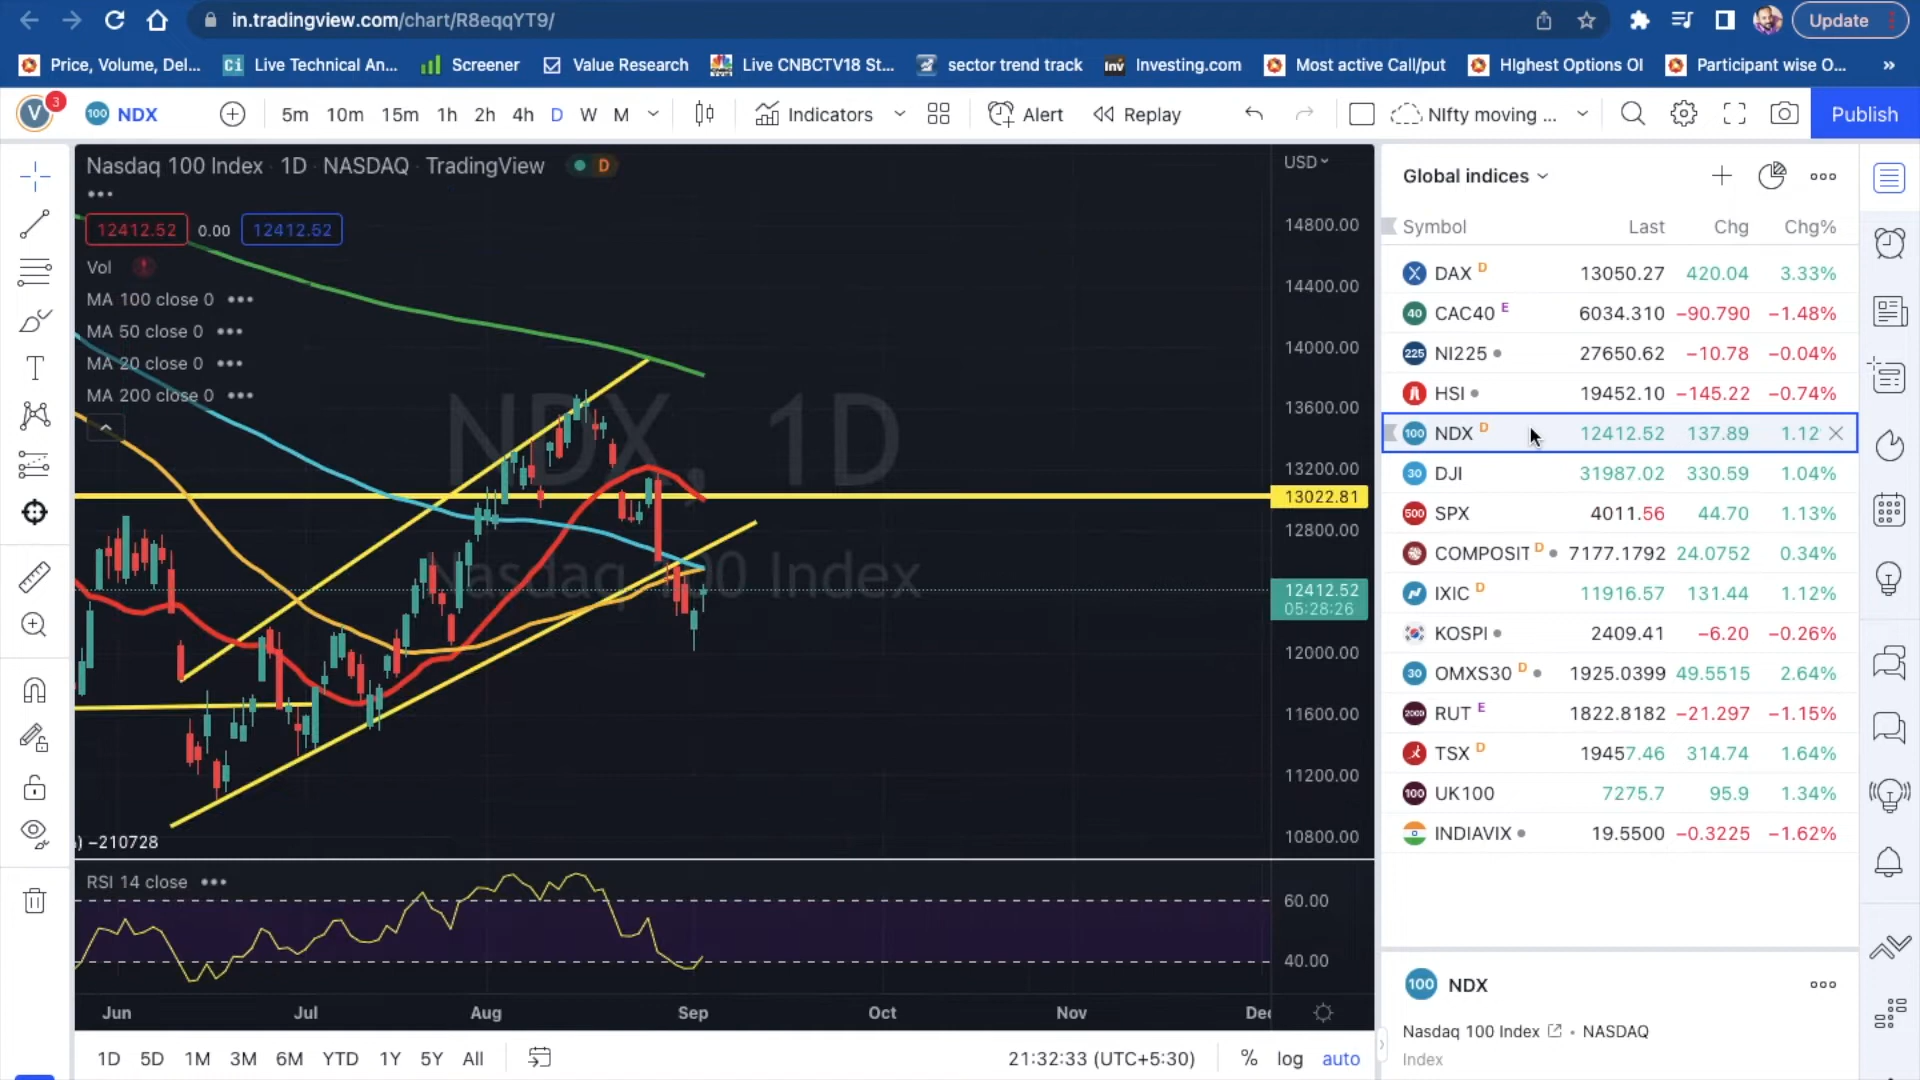 in.tradingview.com/chart/R8eqqYT9/
Update
Price, Volume, Del...
Ci Live Technical An...
Screener
Value Research
Live CNBCTV18 St...
sector trend track
Inv Investing.com
Most active Call/put
HIghest Options OI
Participant wise O...
»
V 3
100 NDX
5m 10m 15m 1h 2h 4h D W M
Indicators
Alert
Replay
NIfty moving ...
Publish
Nasdaq 100 Index · 1D · NASDAQ · TradingView D
USD
12412.52 0.00 12412.52
Vol
MA 100 close 0
MA 50 close 0
MA 20 close 0
MA 200 close 0
NDX, 1D
Nasdaq 100 Index
14800.00
14400.00
14000.00
13600.00
13200.00
13022.81
12800.00
12412.52
05:28:26
12000.00
11600.00
11200.00
10800.00
) −210728
RSI 14 close
60.00
40.00
Jun Jul Aug Sep Oct Nov Dec
1D 5D 1M 3M 6M YTD 1Y 5Y All
21:32:33 (UTC+5:30) % log auto
Global indices
Symbol Last Chg Chg%
DAX D 13050.27 420.04 3.33%
40 CAC40 E 6034.310 −90.790 −1.48%
225 NI225 27650.62 −10.78 −0.04%
HSI 19452.10 −145.22 −0.74%
100 NDX D 12412.52 137.89 1.12
30 DJI 31987.02 330.59 1.04%
500 SPX 4011.56 44.70 1.13%
COMPOSIT D 7177.1792 24.0752 0.34%
IXIC D 11916.57 131.44 1.12%
KOSPI 2409.41 −6.20 −0.26%
30 OMXS30 D 1925.0399 49.5515 2.64%
2000 RUT E 1822.8182 −21.297 −1.15%
TSX D 19457.46 314.74 1.64%
100 UK100 7275.7 95.9 1.34%
INDIAVIX 19.5500 −0.3225 −1.62%
100 NDX
Nasdaq 100 Index • NASDAQ
Index